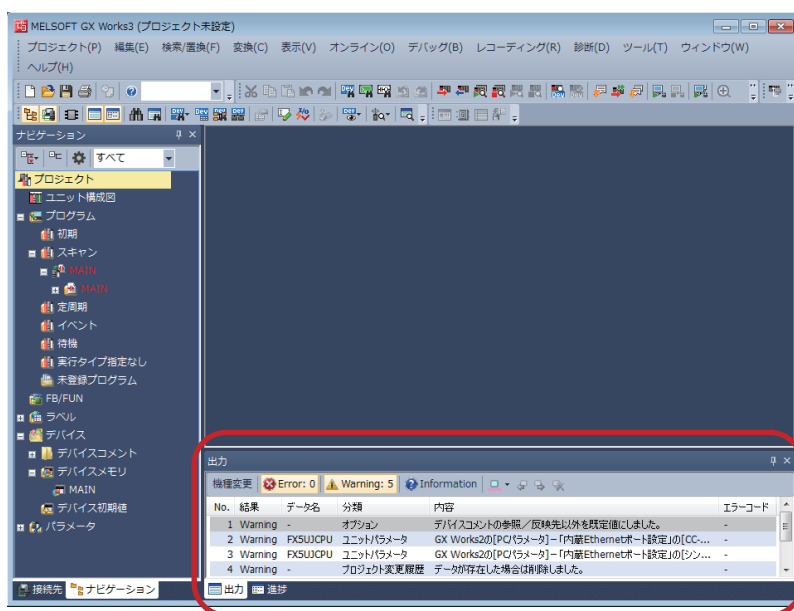 MELSOFT GX Works3 (プロジェクト未設定)
プロジェクト(P) 編集(E) 検索/置換(F) 変換(C) 表示(V) オンライン(O) デバッグ(B) レコーディング(R) 診断(D) ツール(T) ウィンドウ(W)
ヘルプ(H)
ナビゲーション
すべて
プロジェクト
ユニット構成図
プログラム
初期
スキャン
MAIN
MAIN
定周期
イベント
待機
実行タイプ指定なし
未登録プログラム
FB/FUN
ラベル
デバイス
デバイスコメント
デバイスメモリ
MAIN
デバイス初期値
パラメータ
接続先 ナビゲーション
出力
機種変更 Error: 0 Warning: 5 Information
No. 結果 データ名 分類 内容 エラーコード
1 Warning - オプション デバイスコメントの参照／反映先以外を既定値にしました。 -
2 Warning FX5UJCPU ユニットパラメータ GX Works2の[PCパラメータ]－「内蔵Ethernetポート設定」の[CC-... -
3 Warning FX5UJCPU ユニットパラメータ GX Works2の[PCパラメータ]－「内蔵Ethernetポート設定」の[シン... -
4 Warning - プロジェクト変更履歴 データが存在した場合は削除しました。 -
出力 進捗